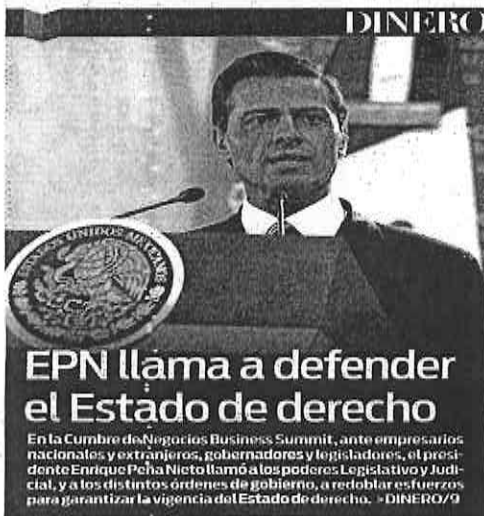 DINERO
ESTADOS UNIDOS MEXICANOS
EPN llama a defender
el Estado de derecho
En la Cumbre de Negocios Business Summit, ante empresarios
nacionales y extranjeros, gobernadores y legisladores, el presi-
dente Enrique Peña Nieto llamó a los poderes Legislativo y Judi-
cial, y a los distintos órdenes de gobierno, a redoblar esfuerzos
para garantizar la vigencia del Estado de derecho. >DINERO/9